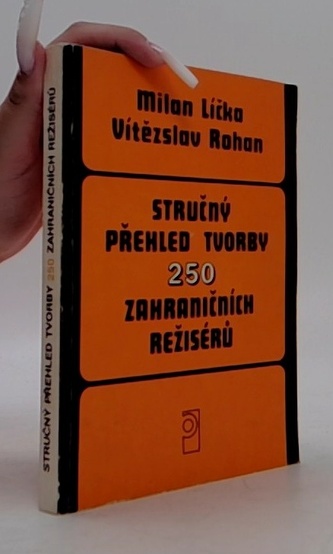 Milan Líčka
Vítězslav Rohan
STRUČNÝ
PŘEHLED TVORBY
250
ZAHRANIČNÍCH
REŽISÉRŮ
STRUČNÝ PŘEHLED TVORBY 250 ZAHRANIČNÍCH REŽISÉRŮ